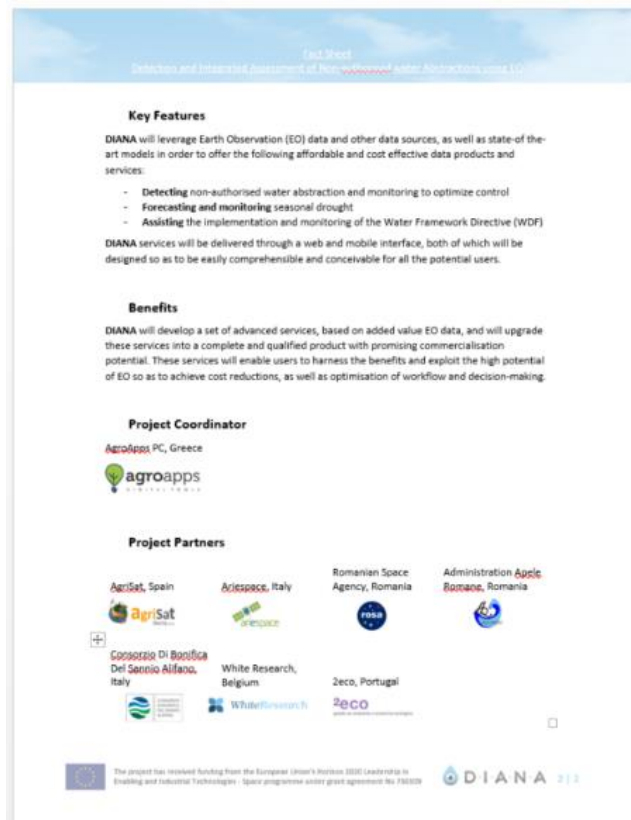 Fact Sheet
Detection and Integrated Assessment of Non-authorised water Abstractions using EO
Key Features
DIANA will leverage Earth Observation (EO) data and other data sources, as well as state-of the-
art models in order to offer the following affordable and cost effective data products and
services:
- Detecting non-authorised water abstraction and monitoring to optimize control
- Forecasting and monitoring seasonal drought
- Assisting the implementation and monitoring of the Water Framework Directive (WDF)
DIANA services will be delivered through a web and mobile interface, both of which will be
designed so as to be easily comprehensible and conceivable for all the potential users.
Benefits
DIANA will develop a set of advanced services, based on added value EO data, and will upgrade
these services into a complete and qualified product with promising commercialisation
potential. These services will enable users to harness the benefits and exploit the high potential
of EO so as to achieve cost reductions, as well as optimisation of workflow and decision-making.
Project Coordinator
AgroApps PC, Greece
agroapps
DIGITAL TOOLS
Project Partners
AgriSat, Spain
Ariespace, Italy
Romanian Space
Agency, Romania
Administration Apele
Romane, Romania
agriSat
ariespace
rosa
Consorzio Di Bonifica
Del Sannio Alifano,
Italy
White Research,
Belgium
2eco, Portugal
WhiteResearch
2eco
The project has received funding from the European Union's Horizon 2020 Leadership in
Enabling and Industrial Technologies - Space programme under grant agreement No
DIANA 2|2